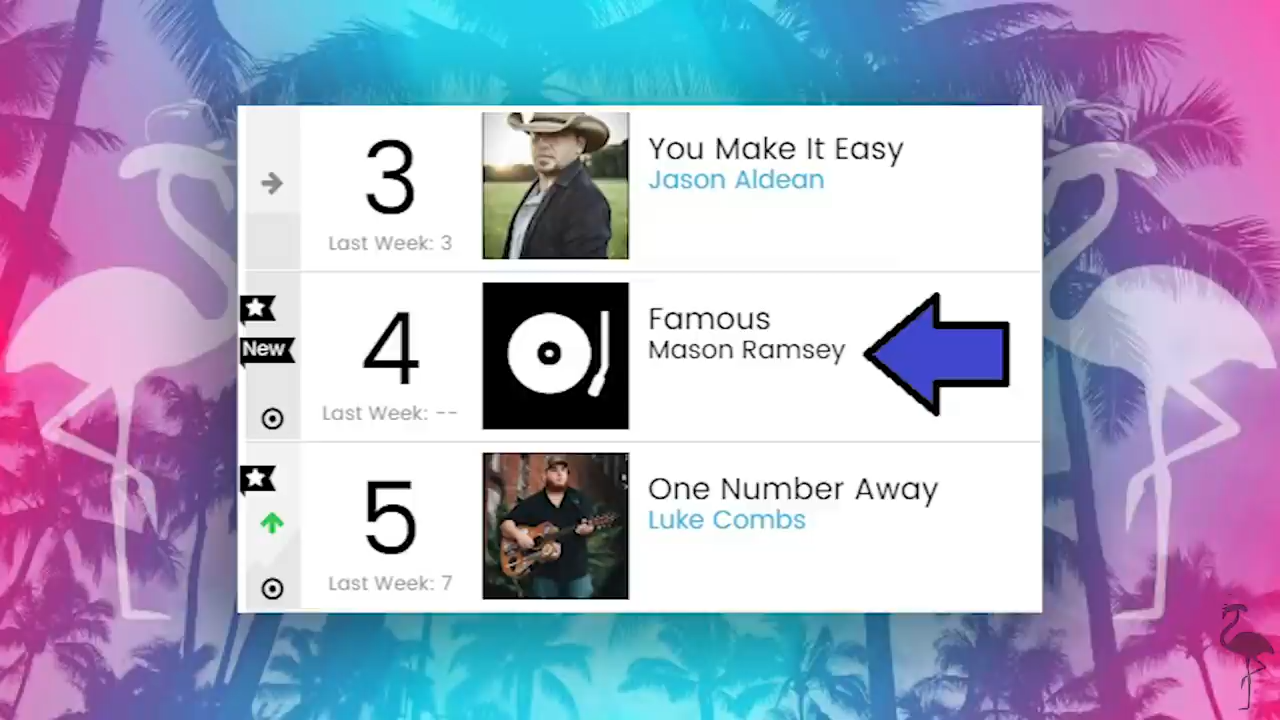 3
Last Week: 3
You Make It Easy
Jason Aldean
New
4
Last Week: --
Famous
Mason Ramsey
5
Last Week: 7
One Number Away
Luke Combs